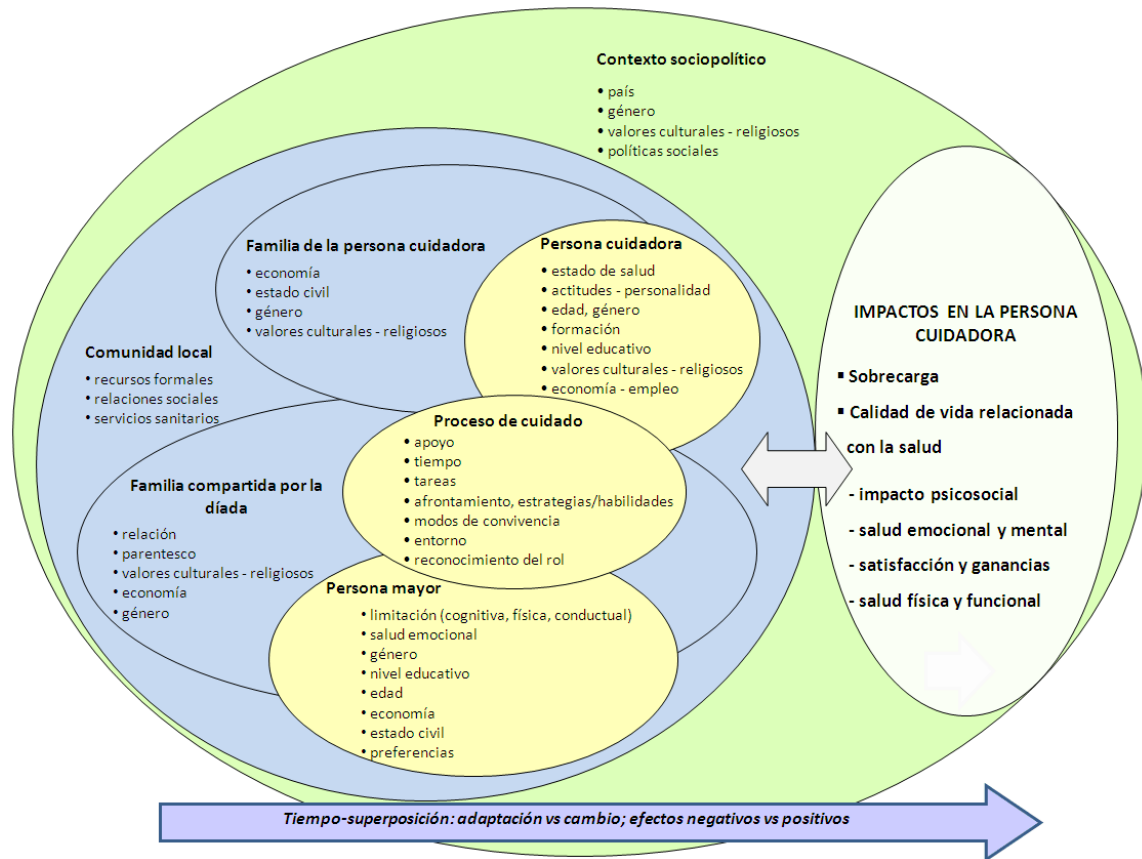 Contexto sociopolítico
• país
• género
• valores culturales - religiosos
• políticas sociales
Familia de la persona cuidadora
• economía
• estado civil
• género
• valores culturales - religiosos
Persona cuidadora
• estado de salud
• actitudes - personalidad
• edad, género
• formación
• nivel educativo
• valores culturales - religiosos
• economía - empleo
Comunidad local
• recursos formales
• relaciones sociales
• servicios sanitarios
Proceso de cuidado
• apoyo
• tiempo
• tareas
• afrontamiento, estrategias/habilidades
• modos de convivencia
• entorno
• reconocimiento del rol
Familia compartida por la
díada
• relación
• parentesco
• valores culturales - religiosos
• economía
• género
Persona mayor
• limitación (cognitiva, física, conductual)
• salud emocional
• género
• nivel educativo
• edad
• economía
• estado civil
• preferencias
IMPACTOS EN LA PERSONA
CUIDADORA
▪ Sobrecarga
▪ Calidad de vida relacionada
con la salud
- impacto psicosocial
- salud emocional y mental
- satisfacción y ganancias
- salud física y funcional
Tiempo-superposición: adaptación vs cambio; efectos negativos vs positivos